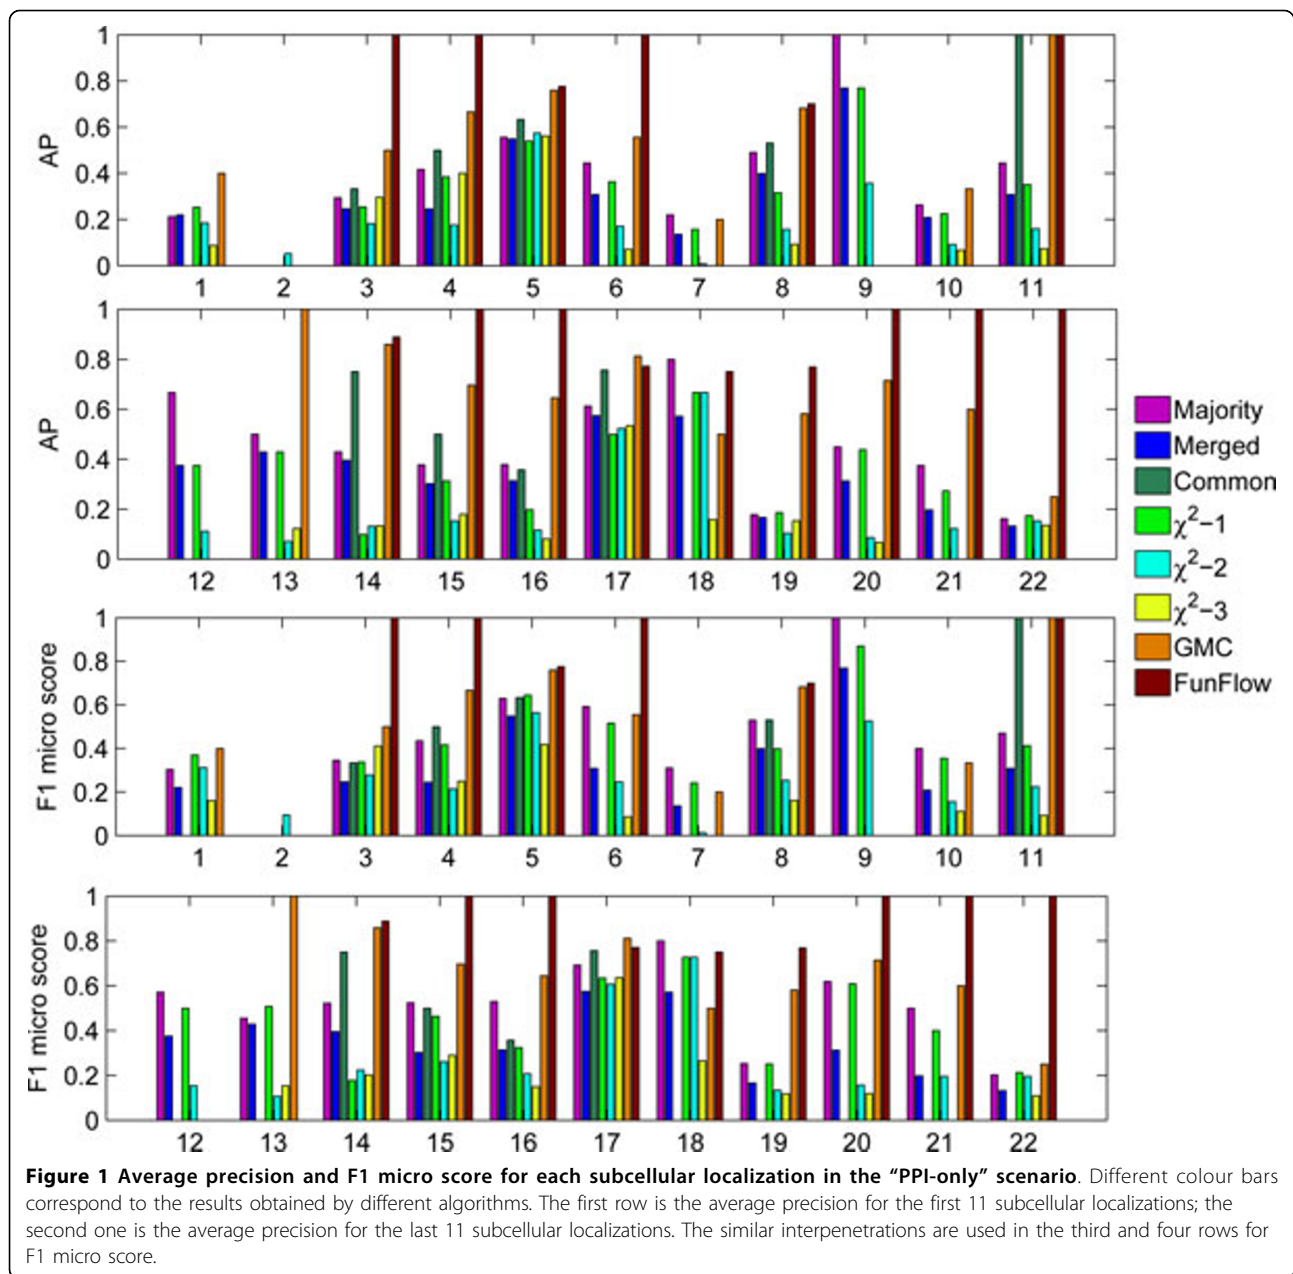 1
0.8
0.6
0.4
0.2
0
AP
1 2 3 4 5 6 7 8 9 10 11
1
0.8
0.6
0.4
0.2
0
AP
12 13 14 15 16 17 18 19 20 21 22
Majority
Merged
Common
χ²−1
χ²−2
χ²−3
GMC
FunFlow
1
0.8
0.6
0.4
0.2
0
F1 micro score
1 2 3 4 5 6 7 8 9 10 11
1
0.8
0.6
0.4
0.2
0
F1 micro score
12 13 14 15 16 17 18 19 20 21 22
Figure 1 Average precision and F1 micro score for each subcellular localization in the “PPI-only” scenario. Different colour bars
correspond to the results obtained by different algorithms. The first row is the average precision for the first 11 subcellular localizations; the
second one is the average precision for the last 11 subcellular localizations. The similar interpenetrations are used in the third and four rows for
F1 micro score.